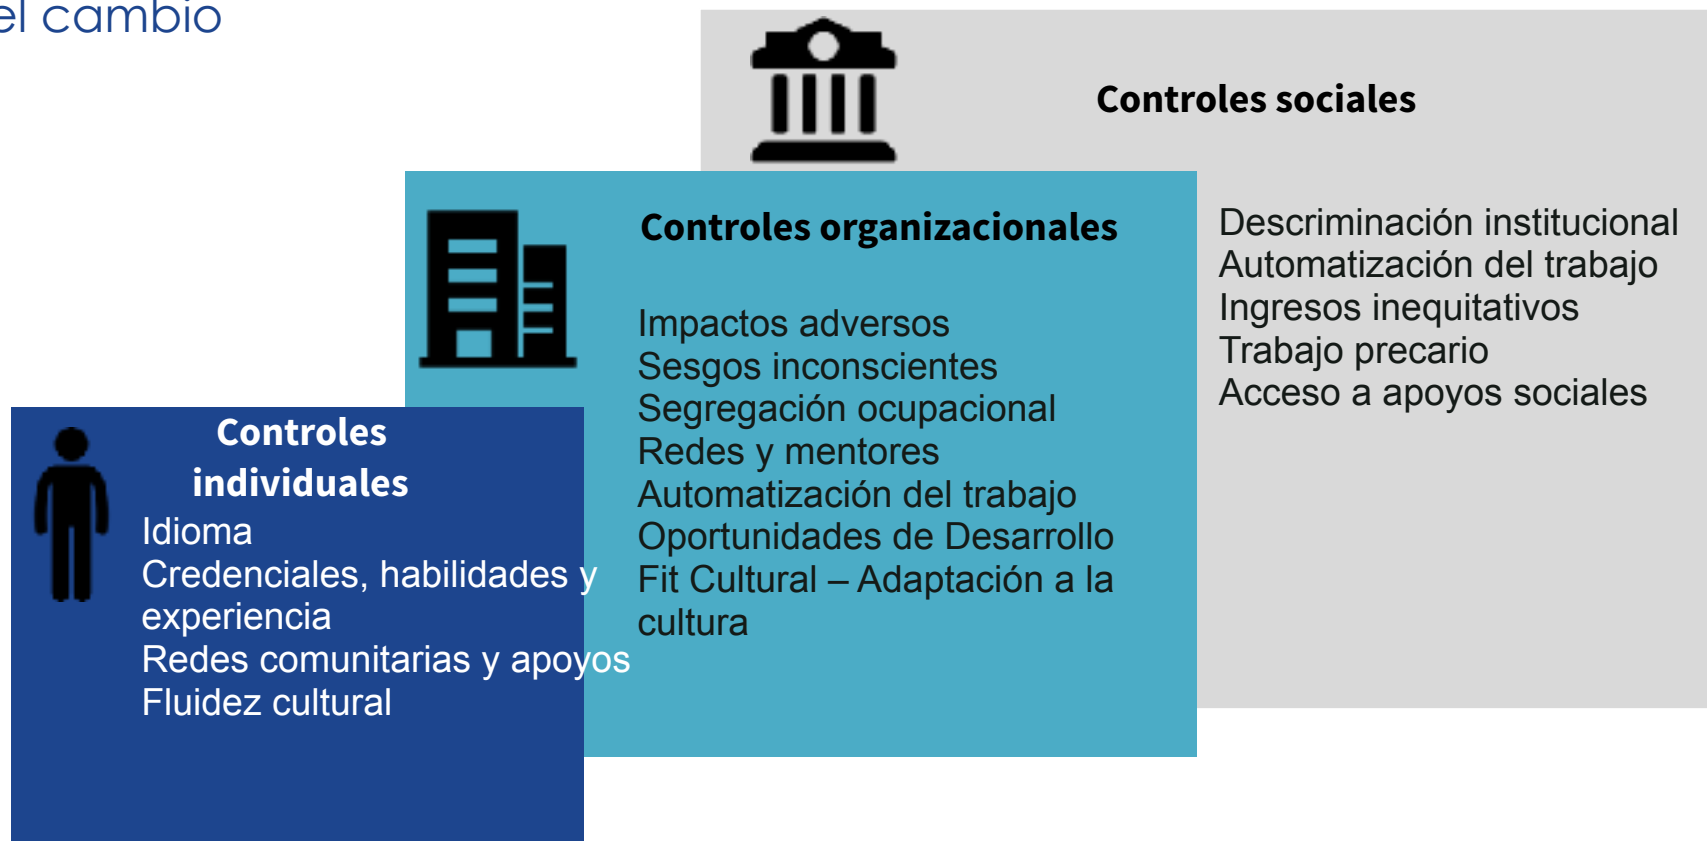 el cambio
Controles sociales
Descriminación institucional
Automatización del trabajo
Ingresos inequitativos
Trabajo precario
Acceso a apoyos sociales
Controles organizacionales
Impactos adversos
Sesgos inconscientes
Segregación ocupacional
Redes y mentores
Automatización del trabajo
Oportunidades de Desarrollo
Fit Cultural – Adaptación a la
cultura
Controles
individuales
Idioma
Credenciales, habilidades y
experiencia
Redes comunitarias y apoyos
Fluidez cultural